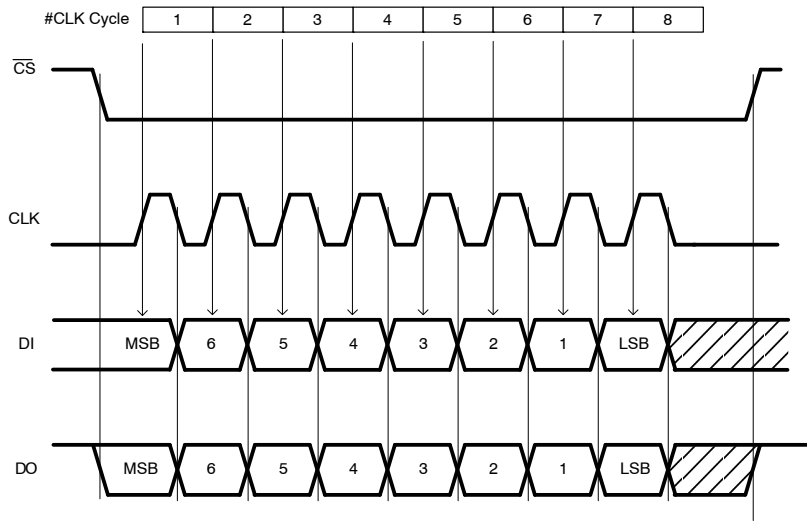 #CLK Cycle 1 2 3 4 5 6 7 8
C̅S̅
CLK
DI MSB 6 5 4 3 2 1 LSB
DO MSB 6 5 4 3 2 1 LSB